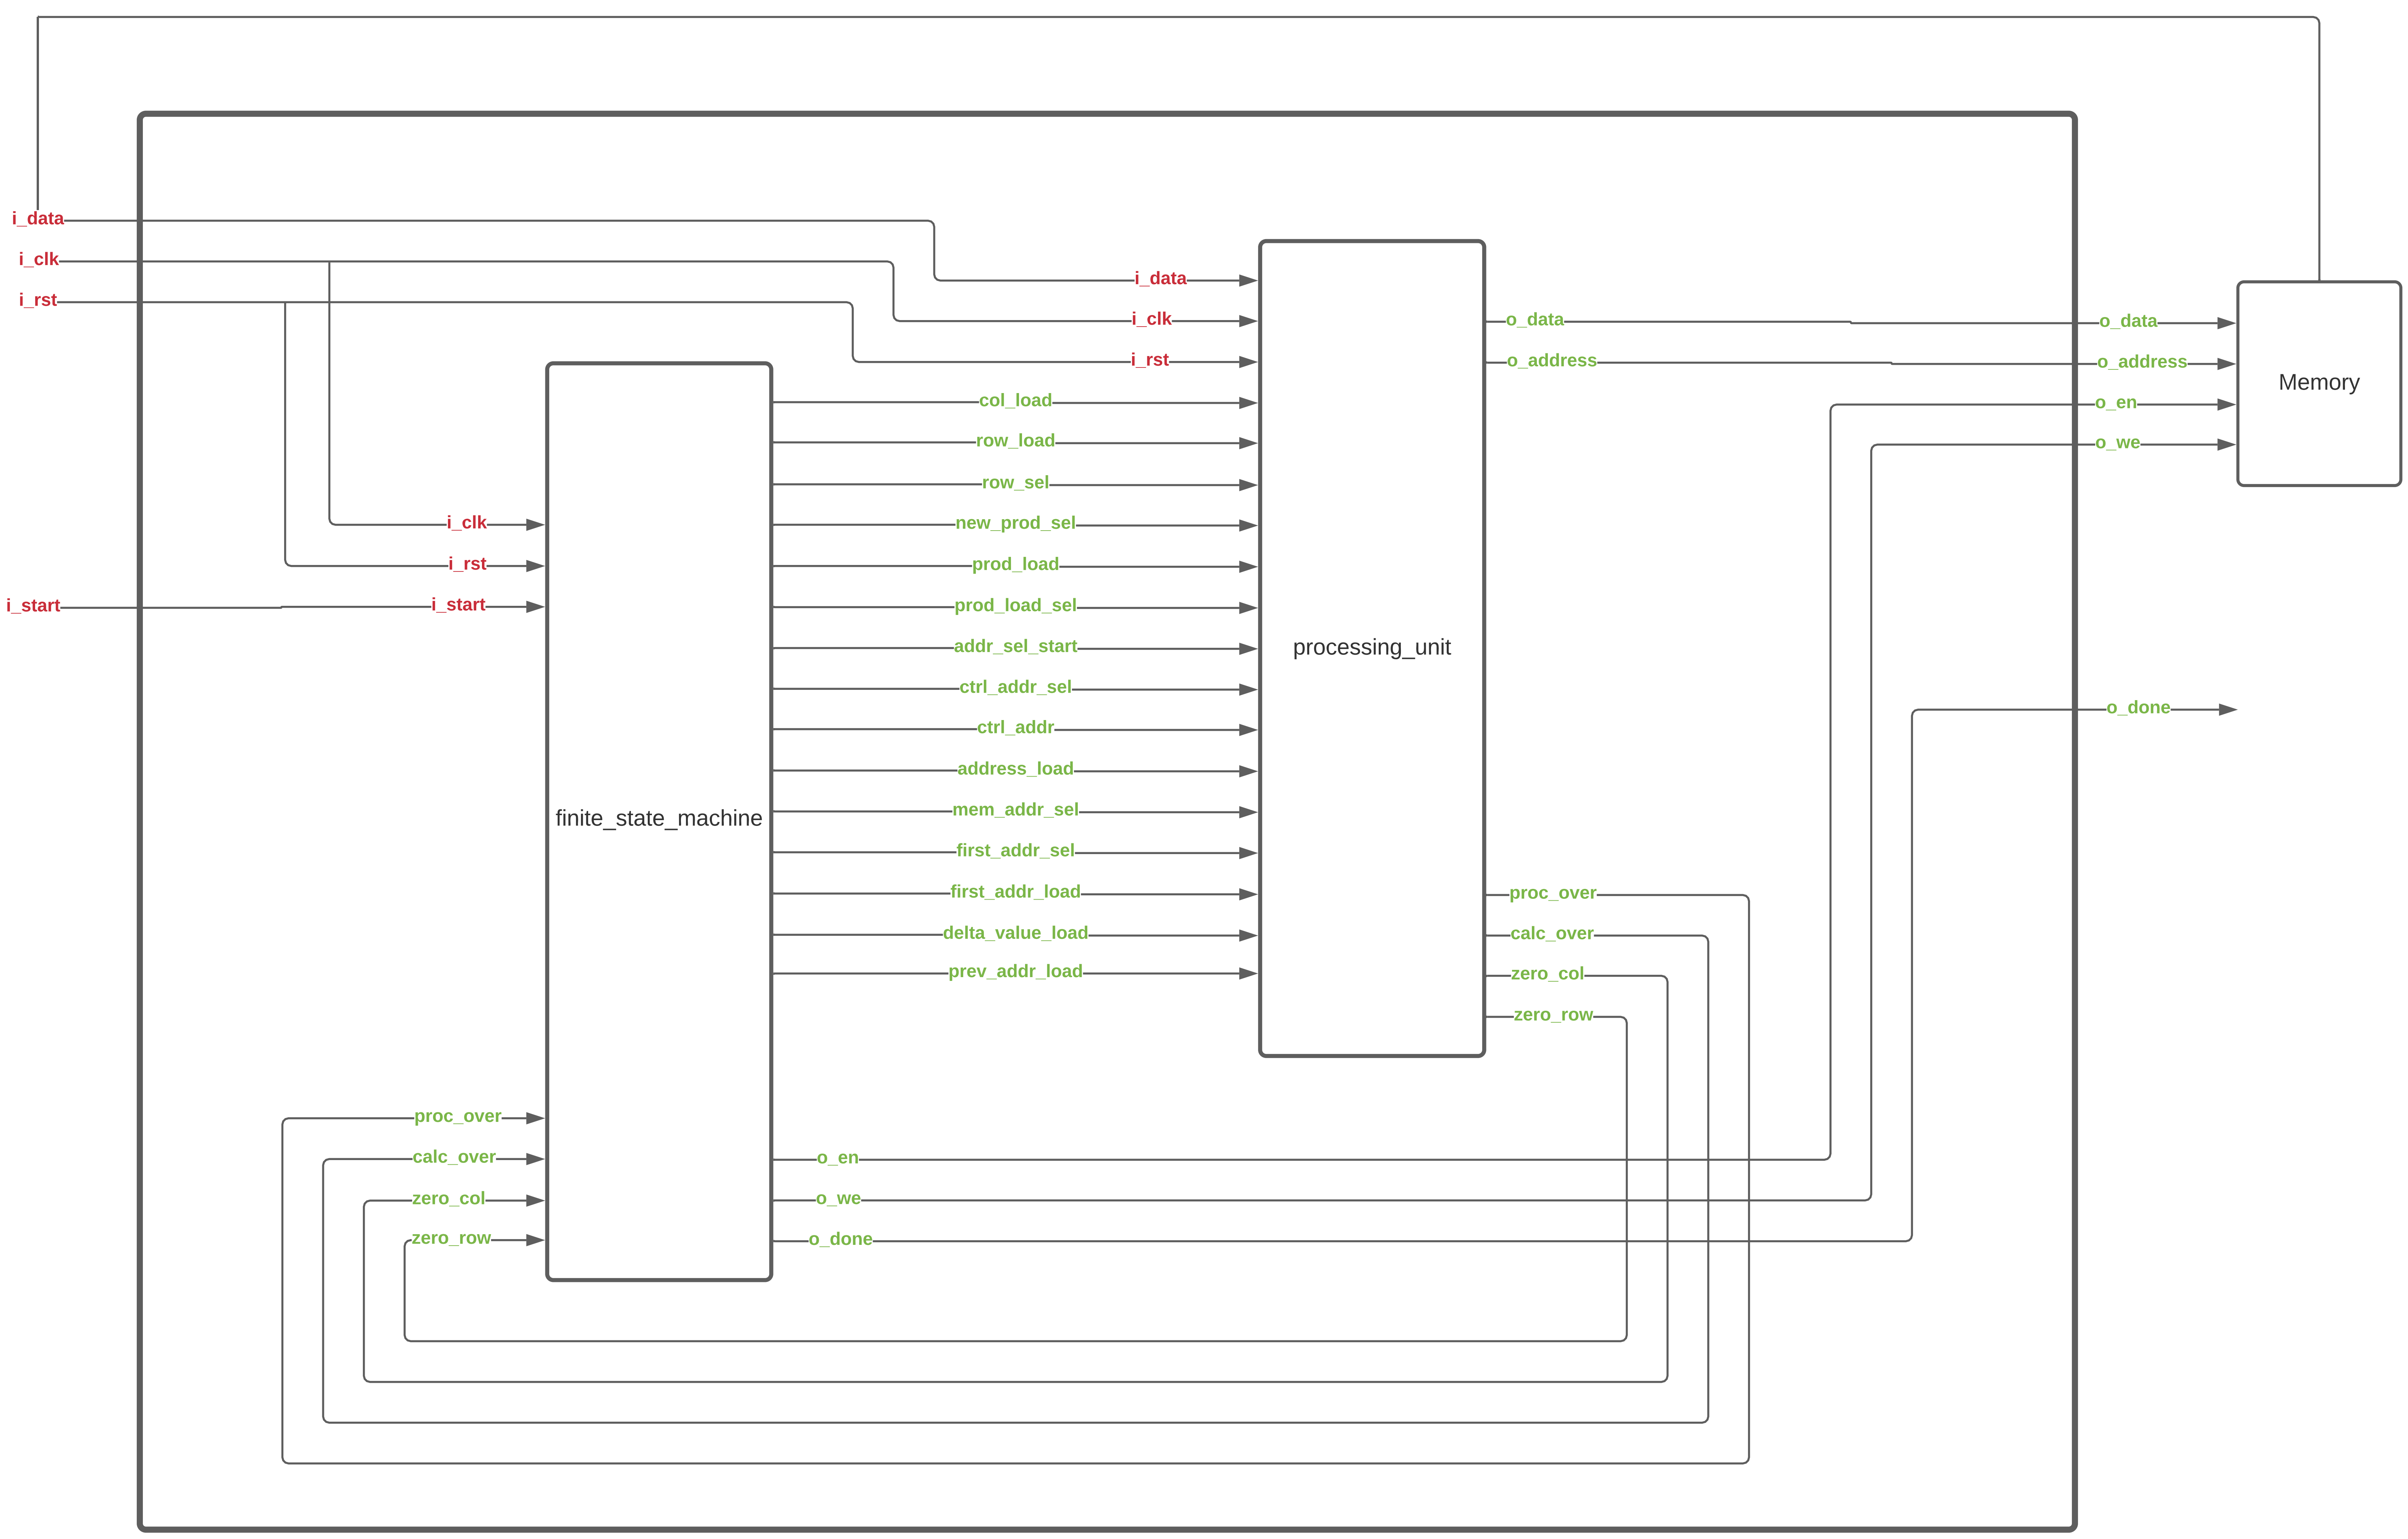 i_data
i_clk
i_rst
i_start
i_clk
i_rst
i_start
proc_over
calc_over
zero_col
zero_row
finite_state_machine
col_load
row_load
row_sel
new_prod_sel
prod_load
prod_load_sel
addr_sel_start
ctrl_addr_sel
ctrl_addr
address_load
mem_addr_sel
first_addr_sel
first_addr_load
delta_value_load
prev_addr_load
o_en
o_we
o_done
i_data
i_clk
i_rst
processing_unit
o_data
o_address
proc_over
calc_over
zero_col
zero_row
o_data
o_address
o_en
o_we
o_done
Memory